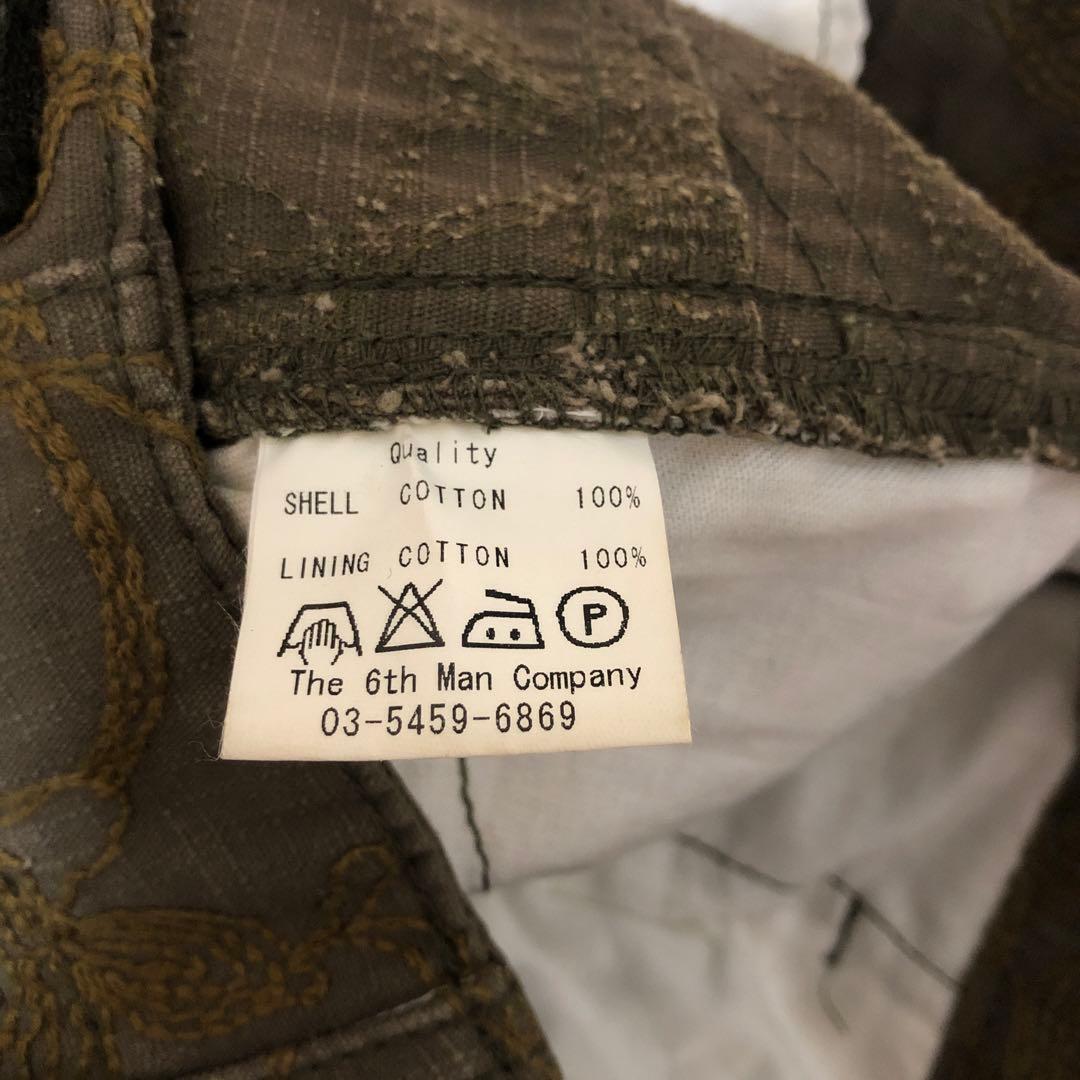 Quality
SHELL COTTON 100%
LINING COTTON 100%
P
The 6th Man Company
03-5459-6869